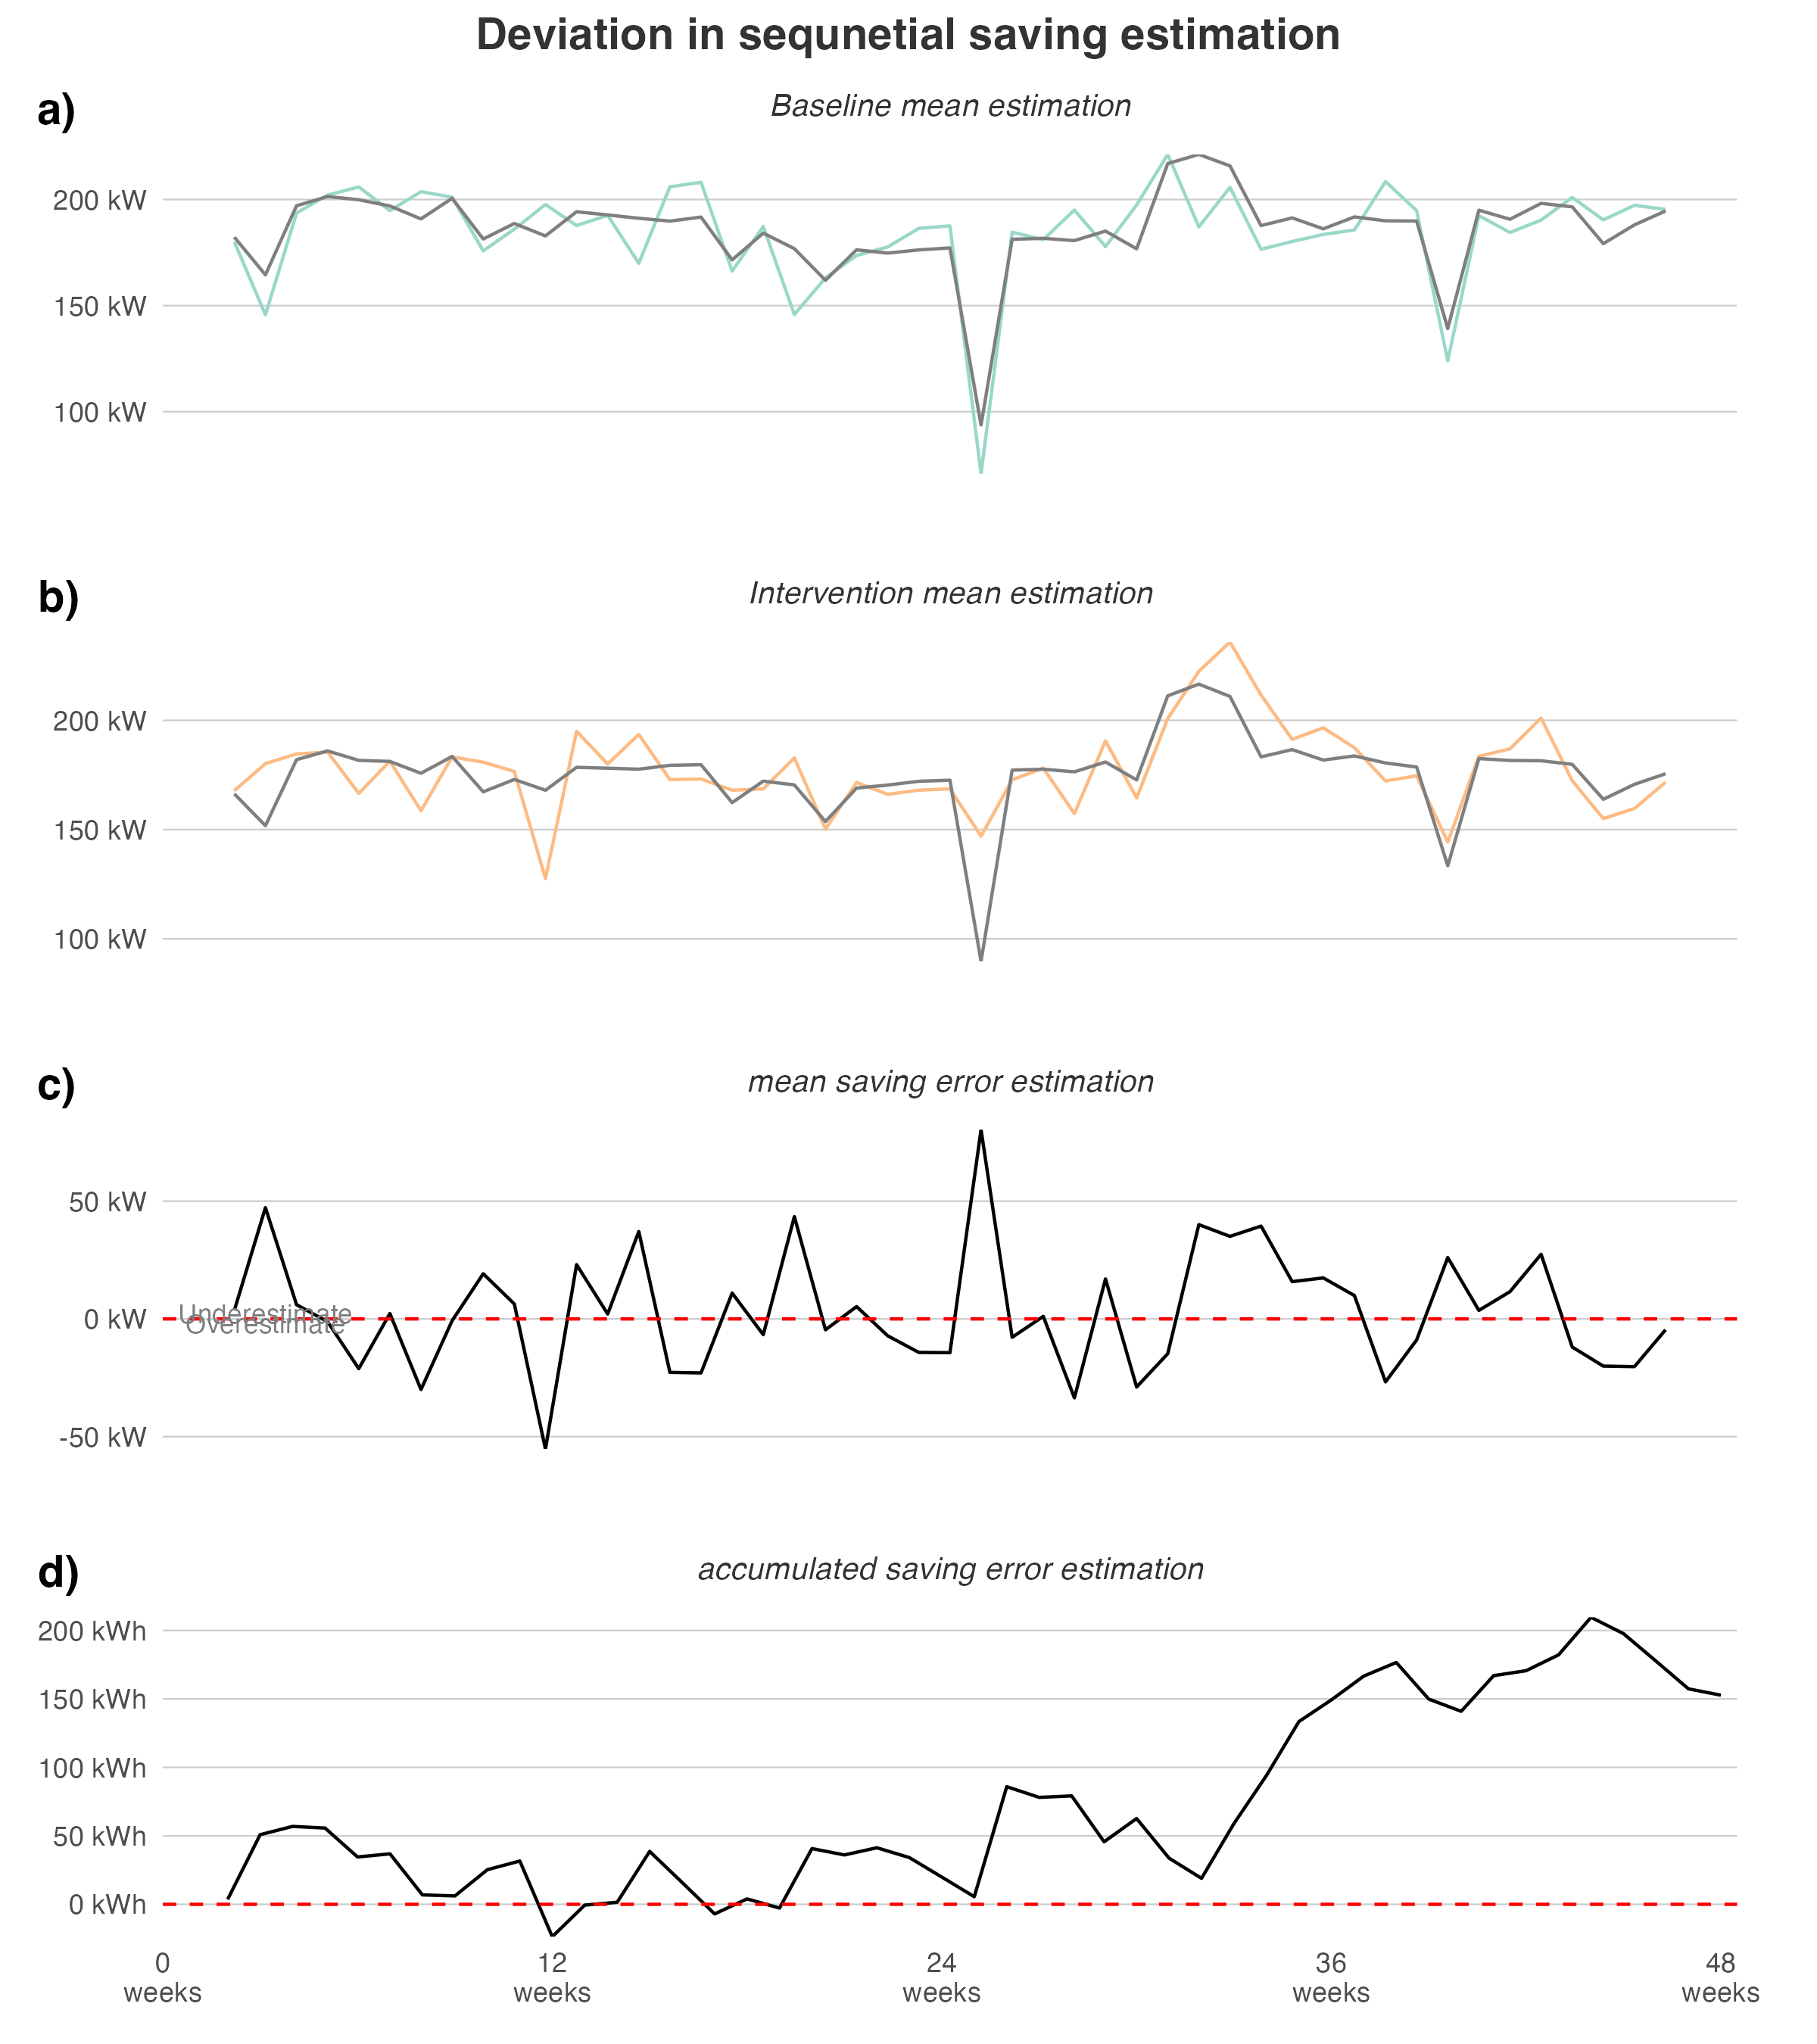 Deviation in sequnetial saving estimation
a)
Baseline mean estimation
200 kW
150 kW
100 kW
b)
Intervention mean estimation
200 kW
150 kW
100 kW
c)
mean saving error estimation
50 kW
Underestimate
0 kW
Overestimate
-50 kW
d)
accumulated saving error estimation
200 kWh
150 kWh
100 kWh
50 kWh
0 kWh
0 12 24 36 48
weeks weeks weeks weeks weeks